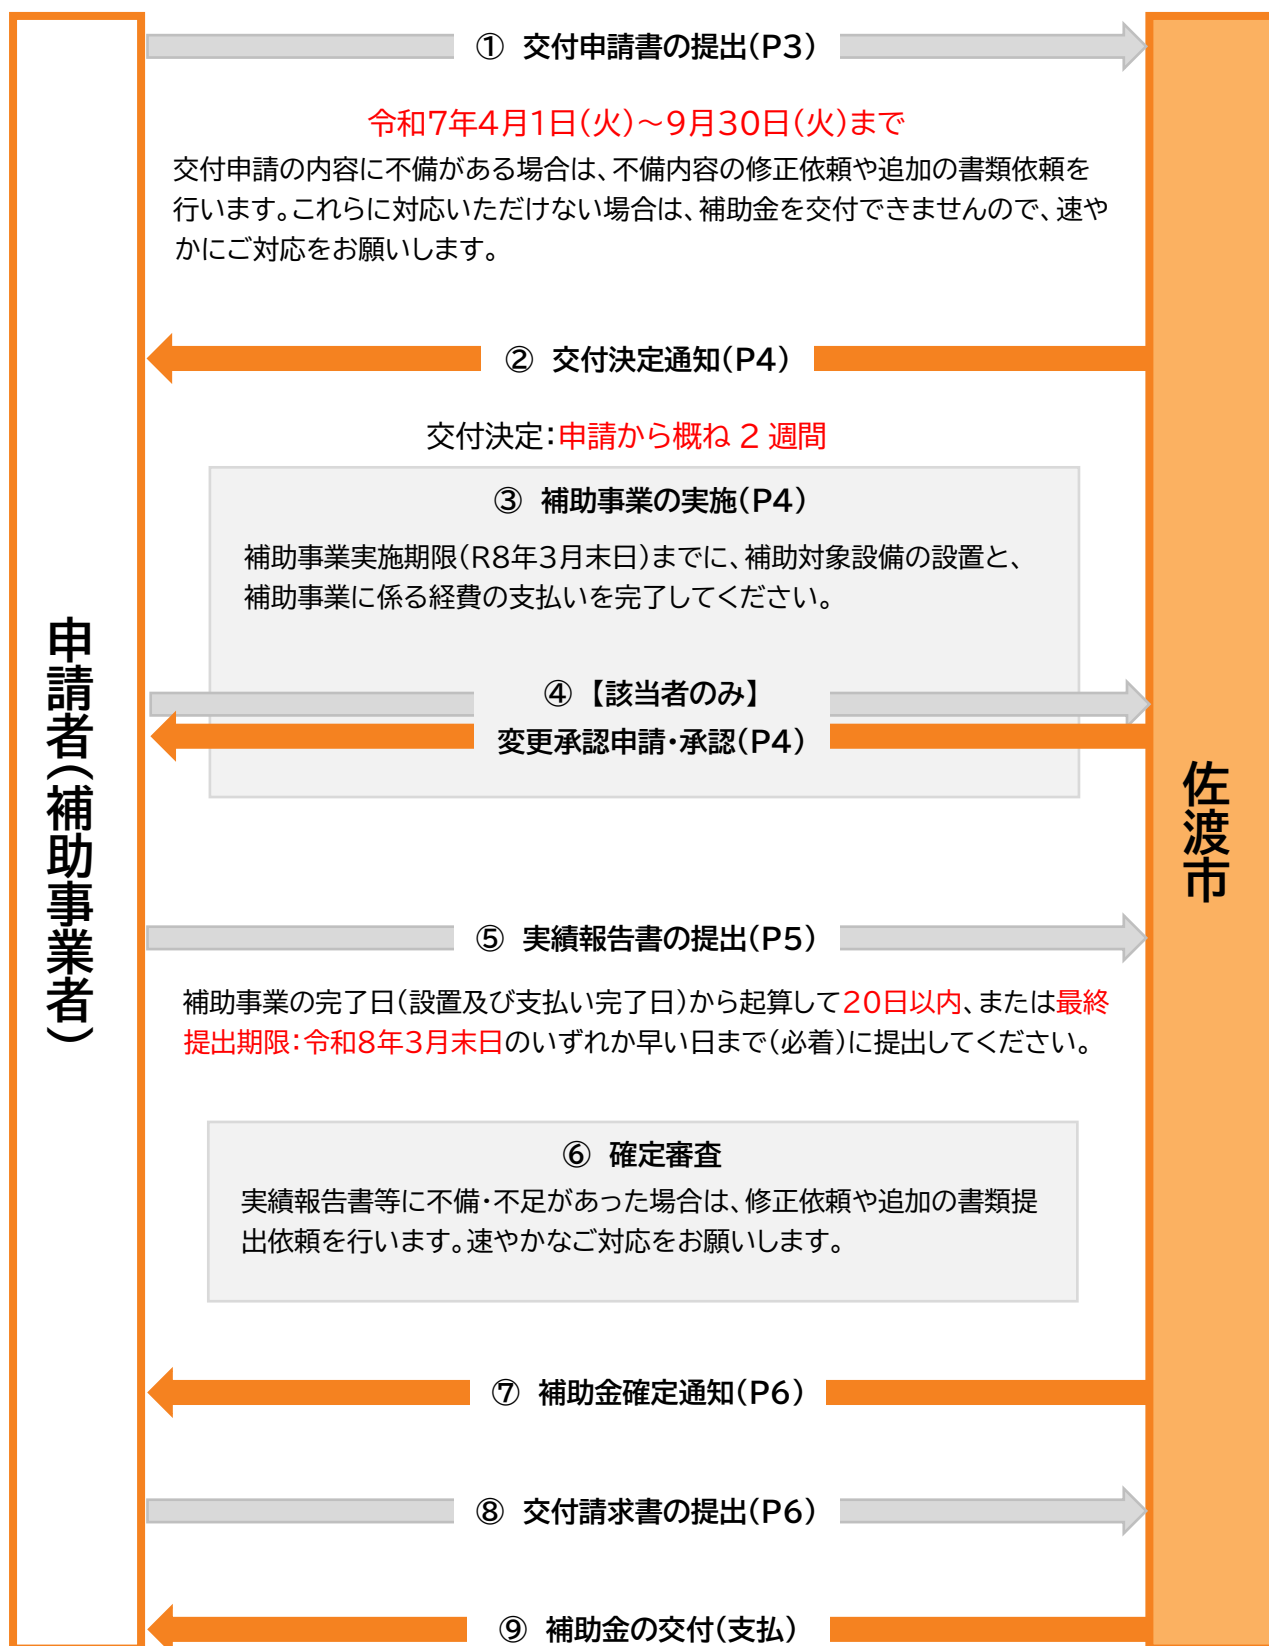 ① 交付申請書の提出(P3)
令和7年4月1日(火)～9月30日(火)まで
交付申請の内容に不備がある場合は、不備内容の修正依頼や追加の書類依頼を
行います。これらに対応いただけない場合は、補助金を交付できませんので、速や
かにご対応をお願いします。
② 交付決定通知(P4)
交付決定：申請から概ね 2 週間
③ 補助事業の実施(P4)
補助事業実施期限(R8年3月末日)までに、補助対象設備の設置と、
補助事業に係る経費の支払いを完了してください。
④【該当者のみ】
変更承認申請・承認(P4)
申請者(補助事業者)
佐渡市
⑤ 実績報告書の提出(P5)
補助事業の完了日(設置及び支払い完了日)から起算して20日以内、または最終
提出期限：令和8年3月末日のいずれか早い日まで(必着)に提出してください。
⑥ 確定審査
実績報告書等に不備・不足があった場合は、修正依頼や追加の書類提
出依頼を行います。速やかなご対応をお願いします。
⑦ 補助金確定通知(P6)
⑧ 交付請求書の提出(P6)
⑨ 補助金の交付(支払)